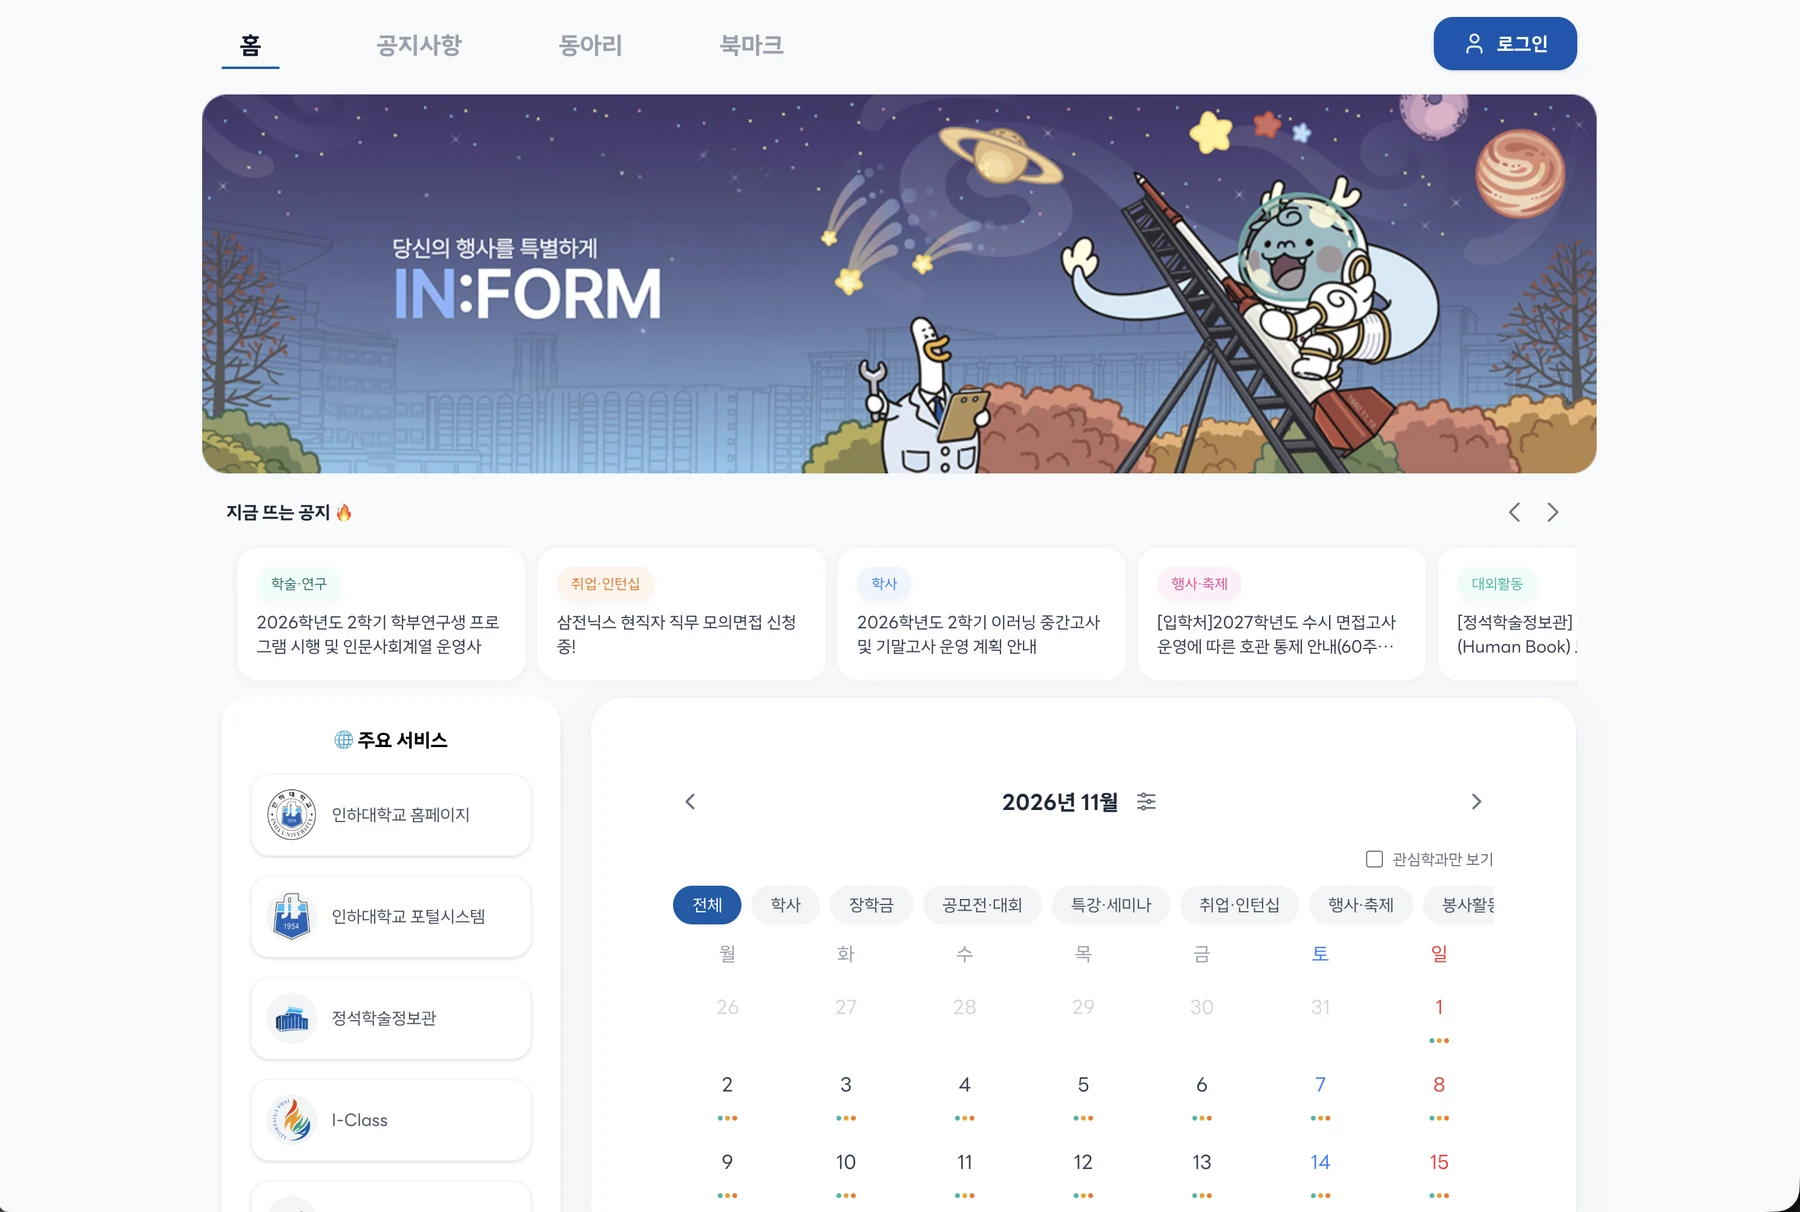 홈
공지사항
동아리
북마크
로그인
당신의 행사를 특별하게
IN:FORM
지금 뜨는 공지 🔥
학술·연구
2026학년도 2학기 학부연구생 프로
그램 시행 및 인문사회계열 운영사
취업·인턴십
삼전닉스 현직자 직무 모의면접 신청
중!
학사
2026학년도 2학기 이러닝 중간고사
및 기말고사 운영 계획 안내
행사·축제
[입학처]2027학년도 수시 면접고사
운영에 따른 호관 통제 안내(60주…
대외활동
[정석학술정보관]
(Human Book)
🌐 주요 서비스
인하대학교 홈페이지
1954
인하대학교 포털시스템
정석학술정보관
I-Class
2026년 11월
관심학과만 보기
전체 학사 장학금 공모전·대회 특강·세미나 취업·인턴십 행사·축제 봉사활동
월 화 수 목 금 토 일
26 27 28 29 30 31 1
2 3 4 5 6 7 8
9 10 11 12 13 14 15